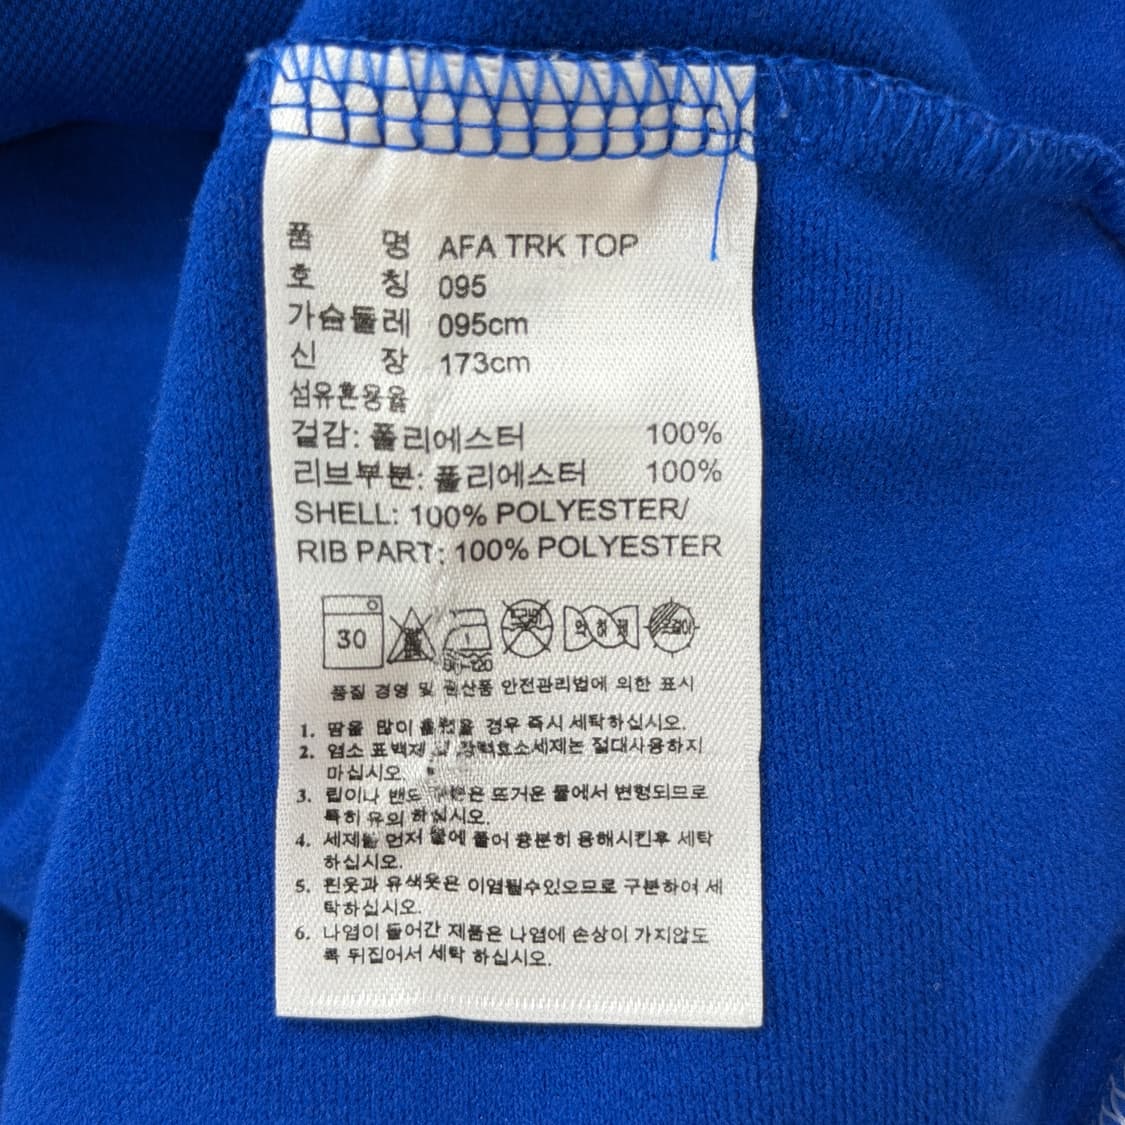 품 명 AFA TRK TOP
호 칭 095
가슴둘레 095cm
신 장 173cm
섬유혼용율
겉감: 폴리에스터 100%
리브부분: 폴리에스터 100%
SHELL: 100% POLYESTER/
RIB PART: 100% POLYESTER
30
약하게
품질 경영 및 공산품 안전관리법에 의한 표시
1. 땀을 많이 흘렸을 경우 즉시 세탁하십시오.
2. 염소 표백제 및 강력효소세제는 절대사용하지
마십시오.
3. 립이나 밴드 부분은 뜨거운 물에서 변형되므로
특히 유의 하십시오.
4. 세제를 먼저 물에 풀어 충분히 용해시킨후 세탁
하십시오.
5. 흰옷과 유색옷은 이염될수있으므로 구분하여 세
탁하십시오.
6. 나염이 들어간 제품은 나염에 손상이 가지않도
록 뒤집어서 세탁 하십시오.